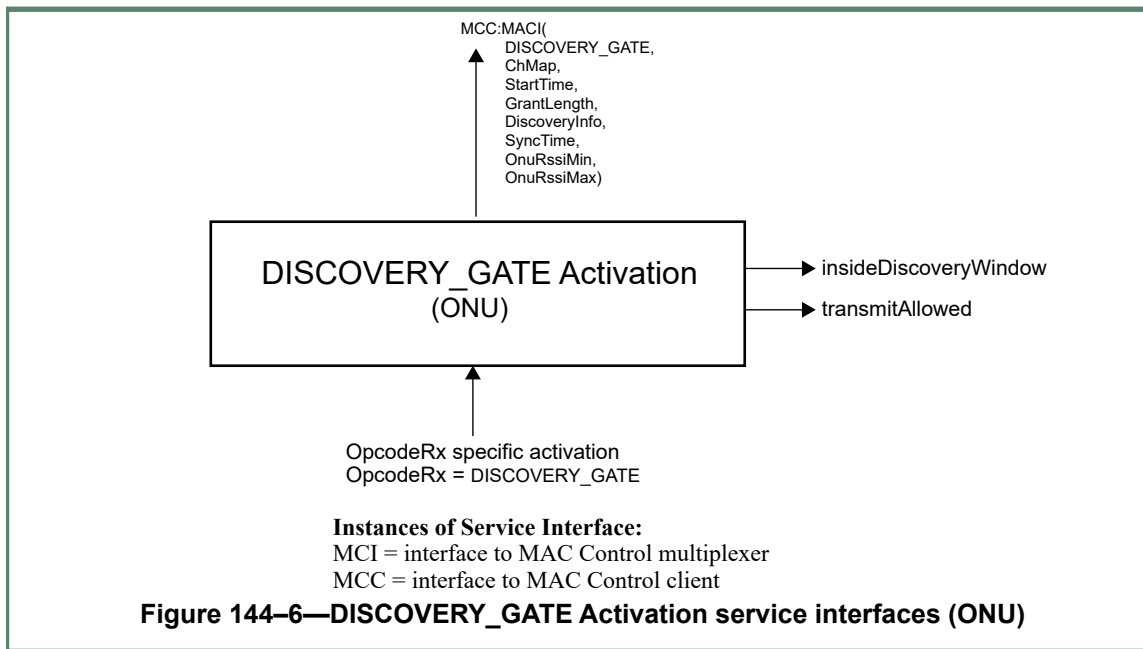 MCC:MACI(
DISCOVERY_GATE,
ChMap,
StartTime,
GrantLength,
DiscoveryInfo,
SyncTime,
OnuRssiMin,
OnuRssiMax)
DISCOVERY_GATE Activation
(ONU)
insideDiscoveryWindow
transmitAllowed
OpcodeRx specific activation
OpcodeRx = DISCOVERY_GATE
Instances of Service Interface:
MCI = interface to MAC Control multiplexer
MCC = interface to MAC Control client
Figure 144–6—DISCOVERY_GATE Activation service interfaces (ONU)